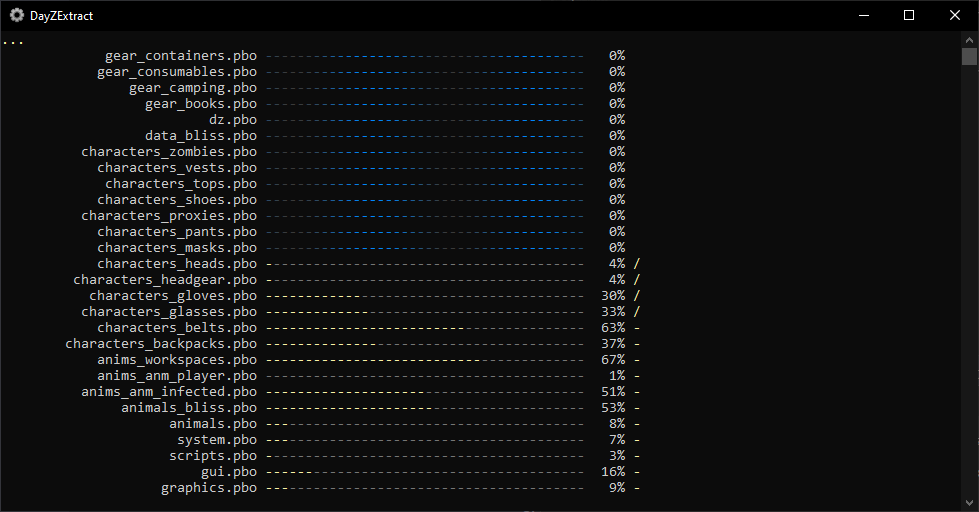 DayZExtract
...
gear_containers.pbo ---------------------------------------- 0%
gear_consumables.pbo ---------------------------------------- 0%
gear_camping.pbo ---------------------------------------- 0%
gear_books.pbo ---------------------------------------- 0%
dz.pbo ---------------------------------------- 0%
data_bliss.pbo ---------------------------------------- 0%
characters_zombies.pbo ---------------------------------------- 0%
characters_vests.pbo ---------------------------------------- 0%
characters_tops.pbo ---------------------------------------- 0%
characters_shoes.pbo ---------------------------------------- 0%
characters_proxies.pbo ---------------------------------------- 0%
characters_pants.pbo ---------------------------------------- 0%
characters_masks.pbo ---------------------------------------- 0%
characters_heads.pbo ---------------------------------------- 4% /
characters_headgear.pbo ---------------------------------------- 4% /
characters_gloves.pbo ---------------------------------------- 30% /
characters_glasses.pbo ---------------------------------------- 33% /
characters_belts.pbo ---------------------------------------- 63% -
characters_backpacks.pbo ---------------------------------------- 37% -
anims_workspaces.pbo ---------------------------------------- 67% -
anims_anm_player.pbo ---------------------------------------- 1% -
anims_anm_infected.pbo ---------------------------------------- 51% -
animals_bliss.pbo ---------------------------------------- 53% -
animals.pbo ---------------------------------------- 8% -
system.pbo ---------------------------------------- 7% -
scripts.pbo ---------------------------------------- 3% -
gui.pbo ---------------------------------------- 16% -
graphics.pbo ---------------------------------------- 9% -